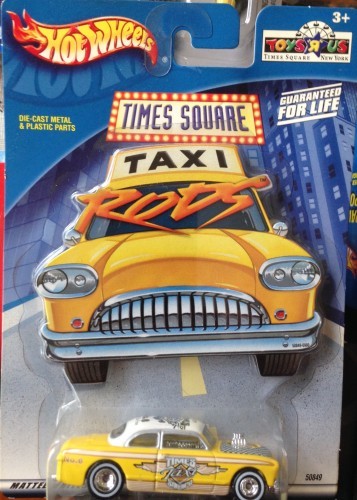 Hot Wheels
3+
TOYS R US
TIMES SQUARE NEW YORK
GUARANTEED
FOR LIFE
DIE-CAST METAL
& PLASTIC PARTS
TIMES SQUARE
TAXI
RODS
TIMES
MATTEL
50849